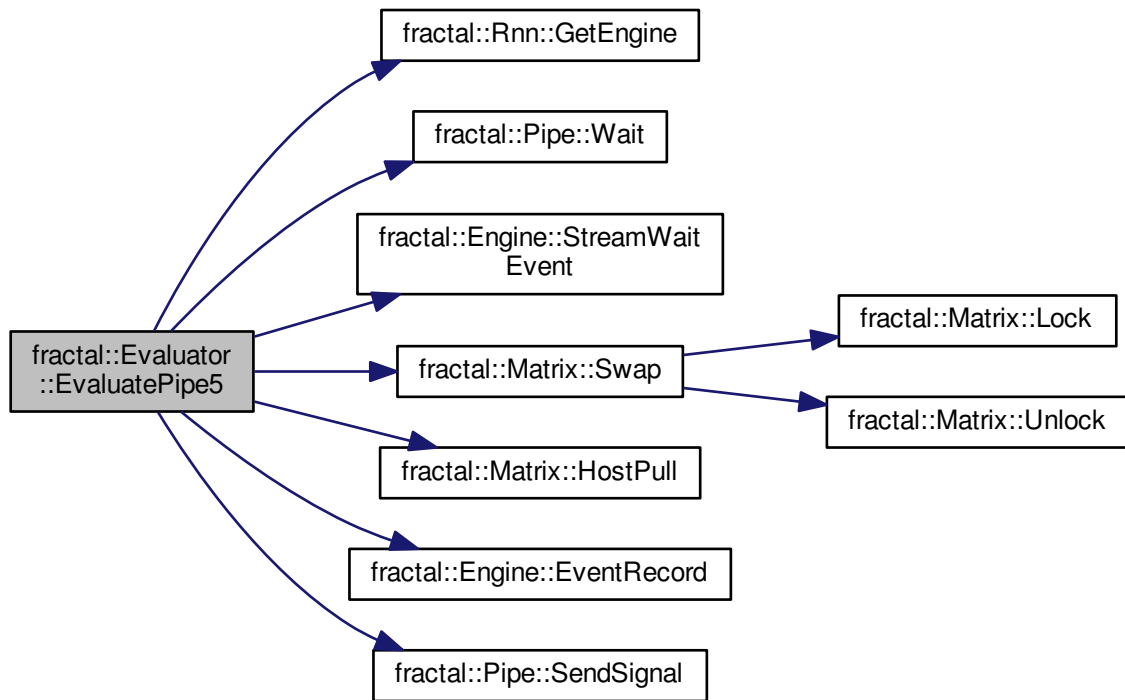 fractal::Rnn::GetEngine
fractal::Pipe::Wait
fractal::Engine::StreamWait
Event
fractal::Matrix::Lock
fractal::Evaluator
::EvaluatePipe5
fractal::Matrix::Swap
fractal::Matrix::Unlock
fractal::Matrix::HostPull
fractal::Engine::EventRecord
fractal::Pipe::SendSignal